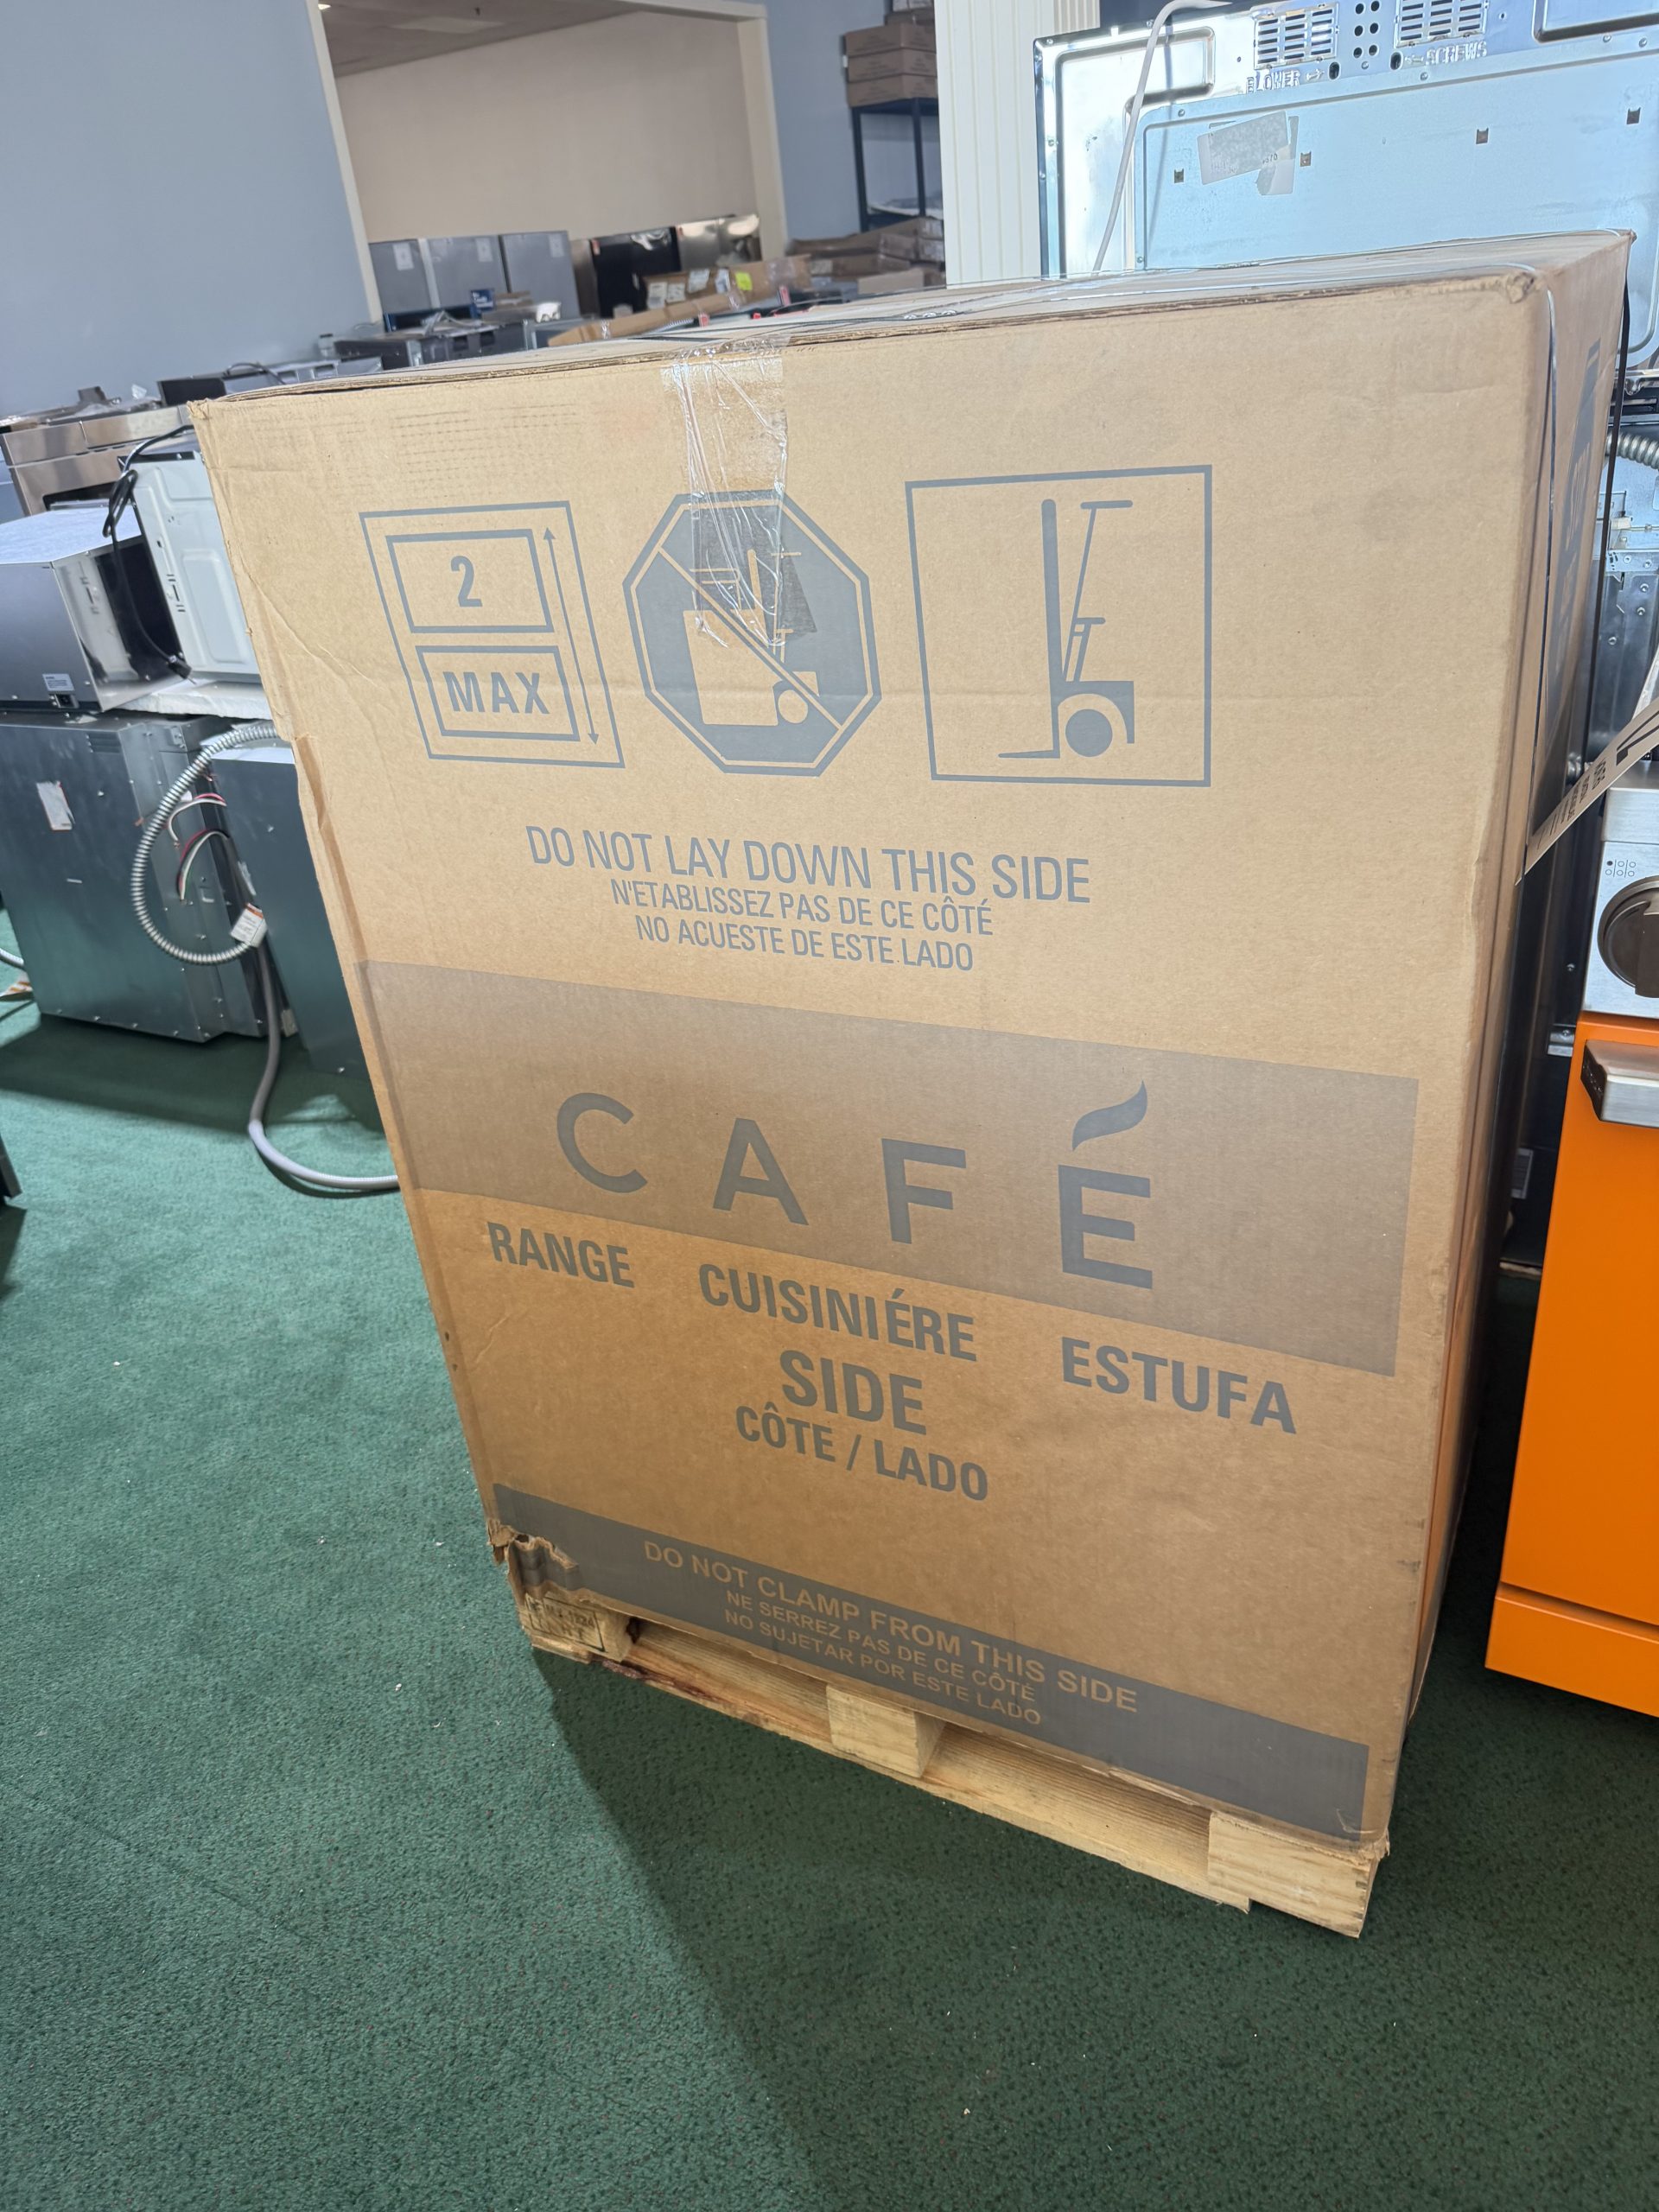 BLOWER
SCREWS
2
MAX
DO NOT LAY DOWN THIS SIDE
N'ETABLISSEZ PAS DE CE CÔTÉ
NO ACUESTE DE ESTE LADO
CAFÉ
RANGE CUISINIÉRE ESTUFA
SIDE
CÔTE / LADO
DO NOT CLAMP FROM THIS SIDE
NE SERREZ PAS DE CE CÔTÉ
NO SUJETAR POR ESTE LADO